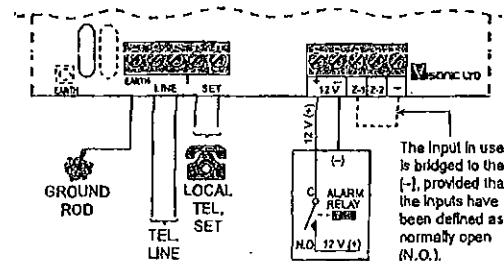 EARTH
EARTH
LINE
SET
+ 12 V -
Z-1
Z-2
-
VISONIC LTD
GROUND
ROD
TEL.
LINE
LOCAL
TEL.
SET
12 V (+)
(-)
C
ALARM
RELAY
N.O.
12 V (+)
The input in use
is bridged to the
(-), provided tha
the inputs have
been defined as
normally open
(N.O.).